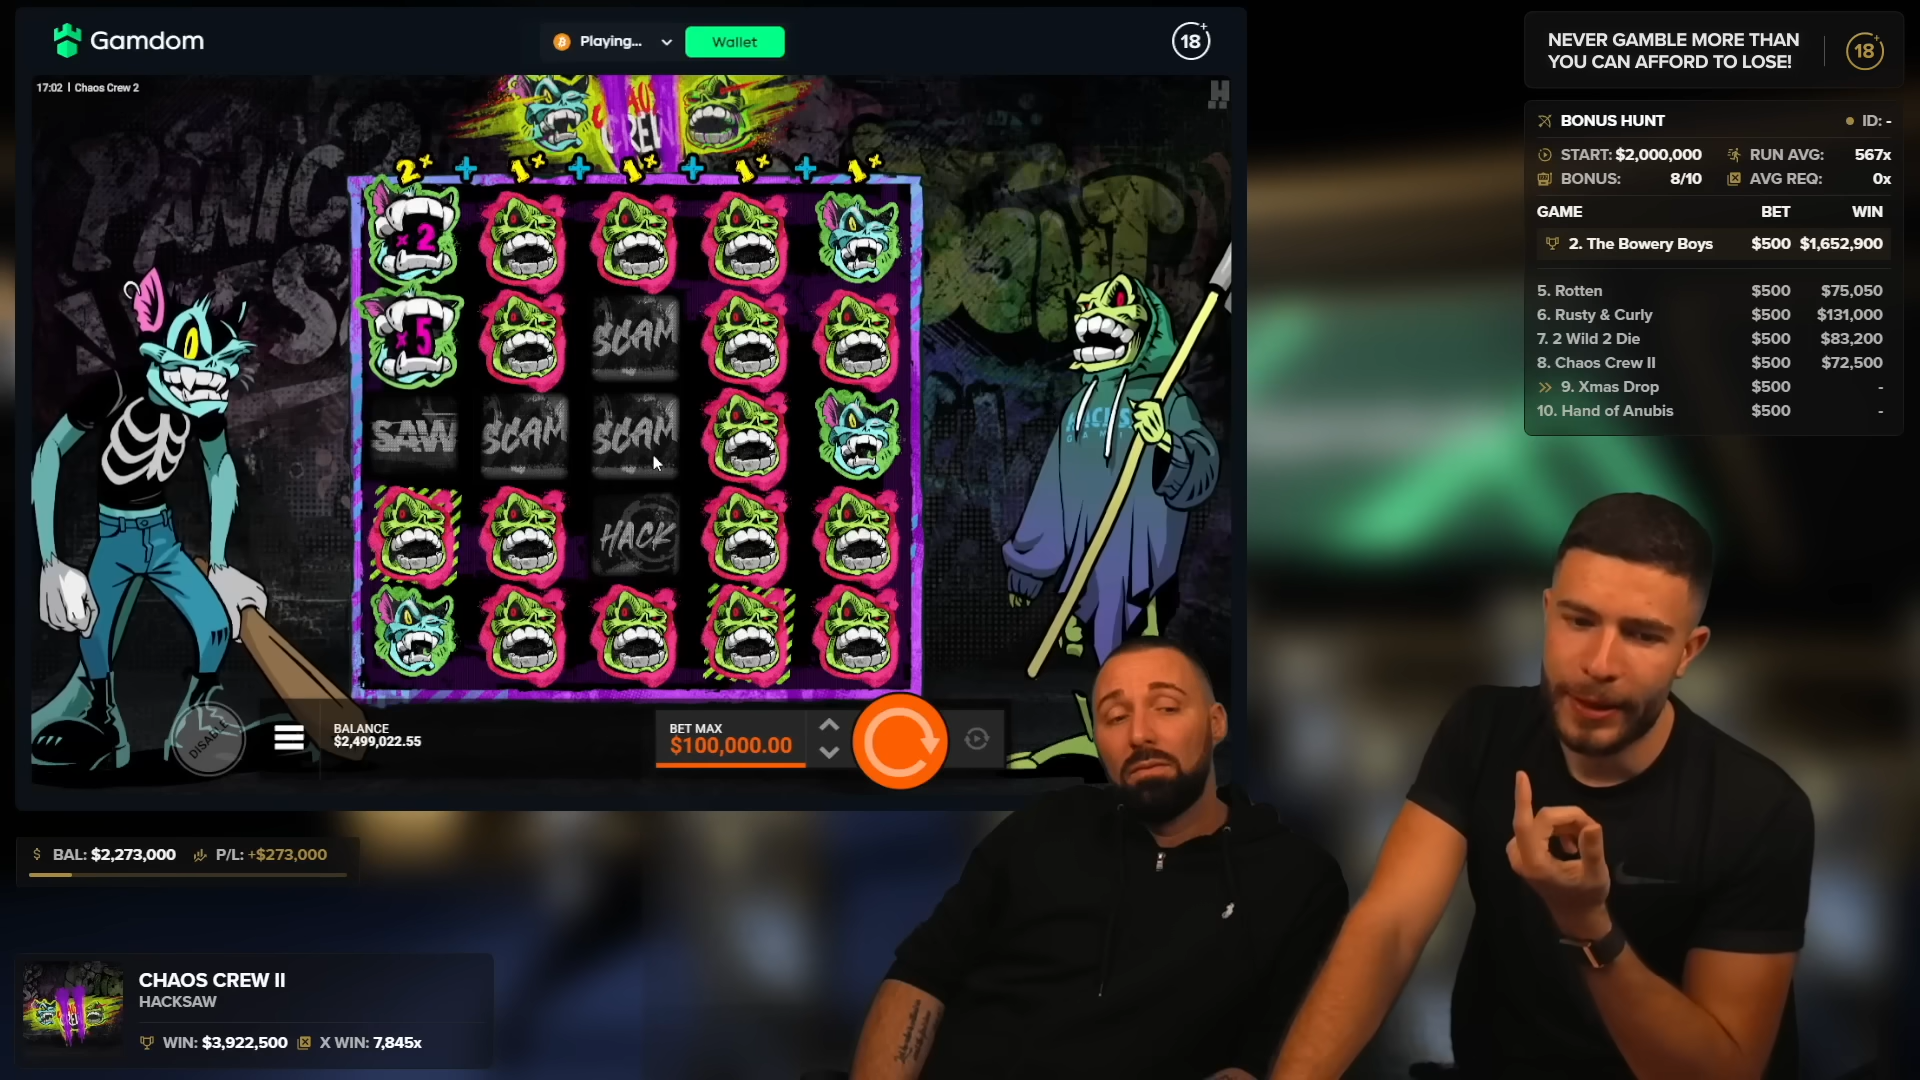 Gamdom
Playing...
Wallet
18+
17:02 | Chaos Crew 2
CREW
2x + 1x + 1x + 1x + 1x
x2
x5
SCAM
SAW
SCAM
SCAM
HACK
DISABLE
BALANCE
$2,499,022.55
BET MAX
$100,000.00
NEVER GAMBLE MORE THAN
YOU CAN AFFORD TO LOSE!
18+
BONUS HUNT
ID: -
START: $2,000,000
RUN AVG: 567x
BONUS: 8/10
AVG REQ: 0x
GAME BET WIN
2. The Bowery Boys $500 $1,652,900
5. Rotten $500 $75,050
6. Rusty & Curly $500 $131,000
7. 2 Wild 2 Die $500 $83,200
8. Chaos Crew II $500 $72,500
9. Xmas Drop $500 -
10. Hand of Anubis $500 -
$ BAL: $2,273,000 P/L: +$273,000
CHAOS CREW II
HACKSAW
WIN: $3,922,500 X WIN: 7,845x